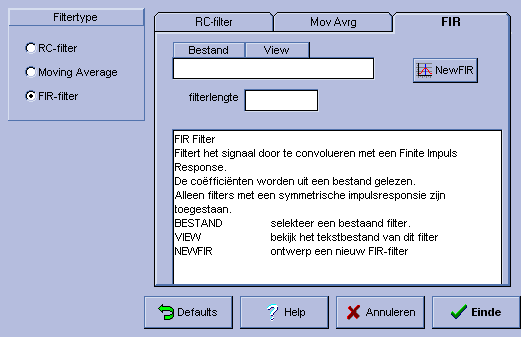 Filtertype
RC-filter
Moving Average
FIR-filter
RC-filter
Mov Avrg
FIR
Bestand
View
NewFIR
filterlengte
FIR Filter
Filtert het signaal door te convolueren met een Finite Impuls
Response.
De coëfficiënten worden uit een bestand gelezen.
Alleen filters met een symmetrische impulsresponsie zijn
toegestaan.
BESTAND selekteer een bestaand filter.
VIEW bekijk het tekstbestand van dit filter
NEWFIR ontwerp een nieuw FIR-filter
Defaults
Help
Annuleren
Einde